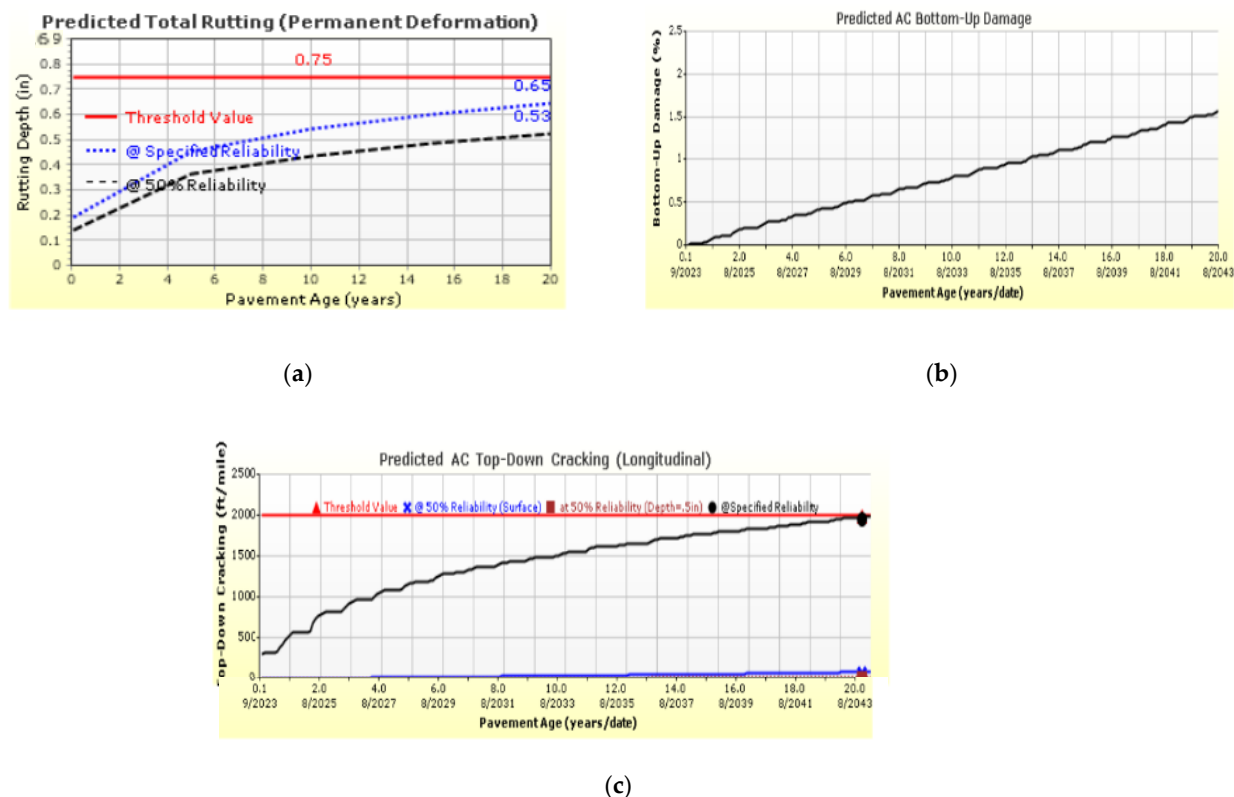 Predicted Total Rutting (Permanent Deformation)
Rutting Depth (in)
0.8
0.7
0.6
0.5
0.4
0.3
0.2
0.1
0
0.75
0.65
0.53
Threshold Value
@ Specified Reliability
@ 50% Reliability
0 2 4 6 8 10 12 14 16 18 20
Pavement Age (years)
Predicted AC Bottom-Up Damage
Bottom-Up Damage (%)
2.5
2
1.5
1
0.5
0
0.1 2.0 4.0 6.0 8.0 10.0 12.0 14.0 16.0 18.0 20.0
9/2023 8/2025 8/2027 8/2029 8/2031 8/2033 8/2035 8/2037 8/2039 8/2041 8/2043
Pavement Age (years/date)
(a)
(b)
Predicted AC Top-Down Cracking (Longitudinal)
op-Down Cracking (ft/mile)
2500
2000
1500
1000
500
0
Threshold Value @ 50% Reliability (Surface) at 50% Reliability (Depth=.5in) @Specified Reliability
0.1 2.0 4.0 6.0 8.0 10.0 12.0 14.0 16.0 18.0 20.0
9/2023 8/2025 8/2027 8/2029 8/2031 8/2033 8/2035 8/2037 8/2039 8/2041 8/2043
Pavement Age (years/date)
(c)